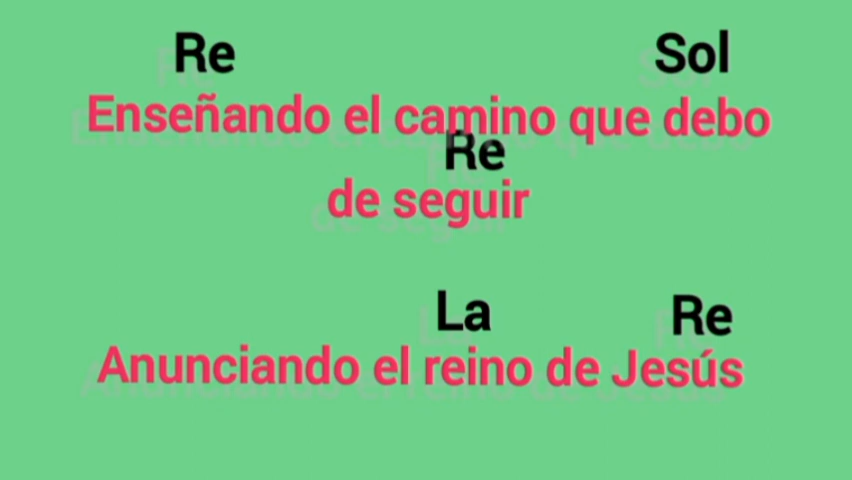 Re Sol
Enseñando el camino que debo
Re
de seguir
La Re
Anunciando el reino de Jesús